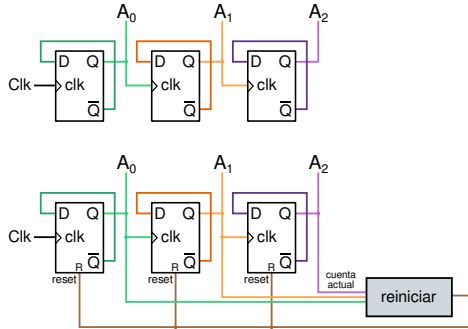 A0 A1 A2
D Q D Q D Q
Clk clk clk clk
Q Q Q
A0 A1 A2
D Q D Q D Q
Clk clk clk clk
Q Q Q
R R R
reset reset reset
cuenta
actual
reiniciar